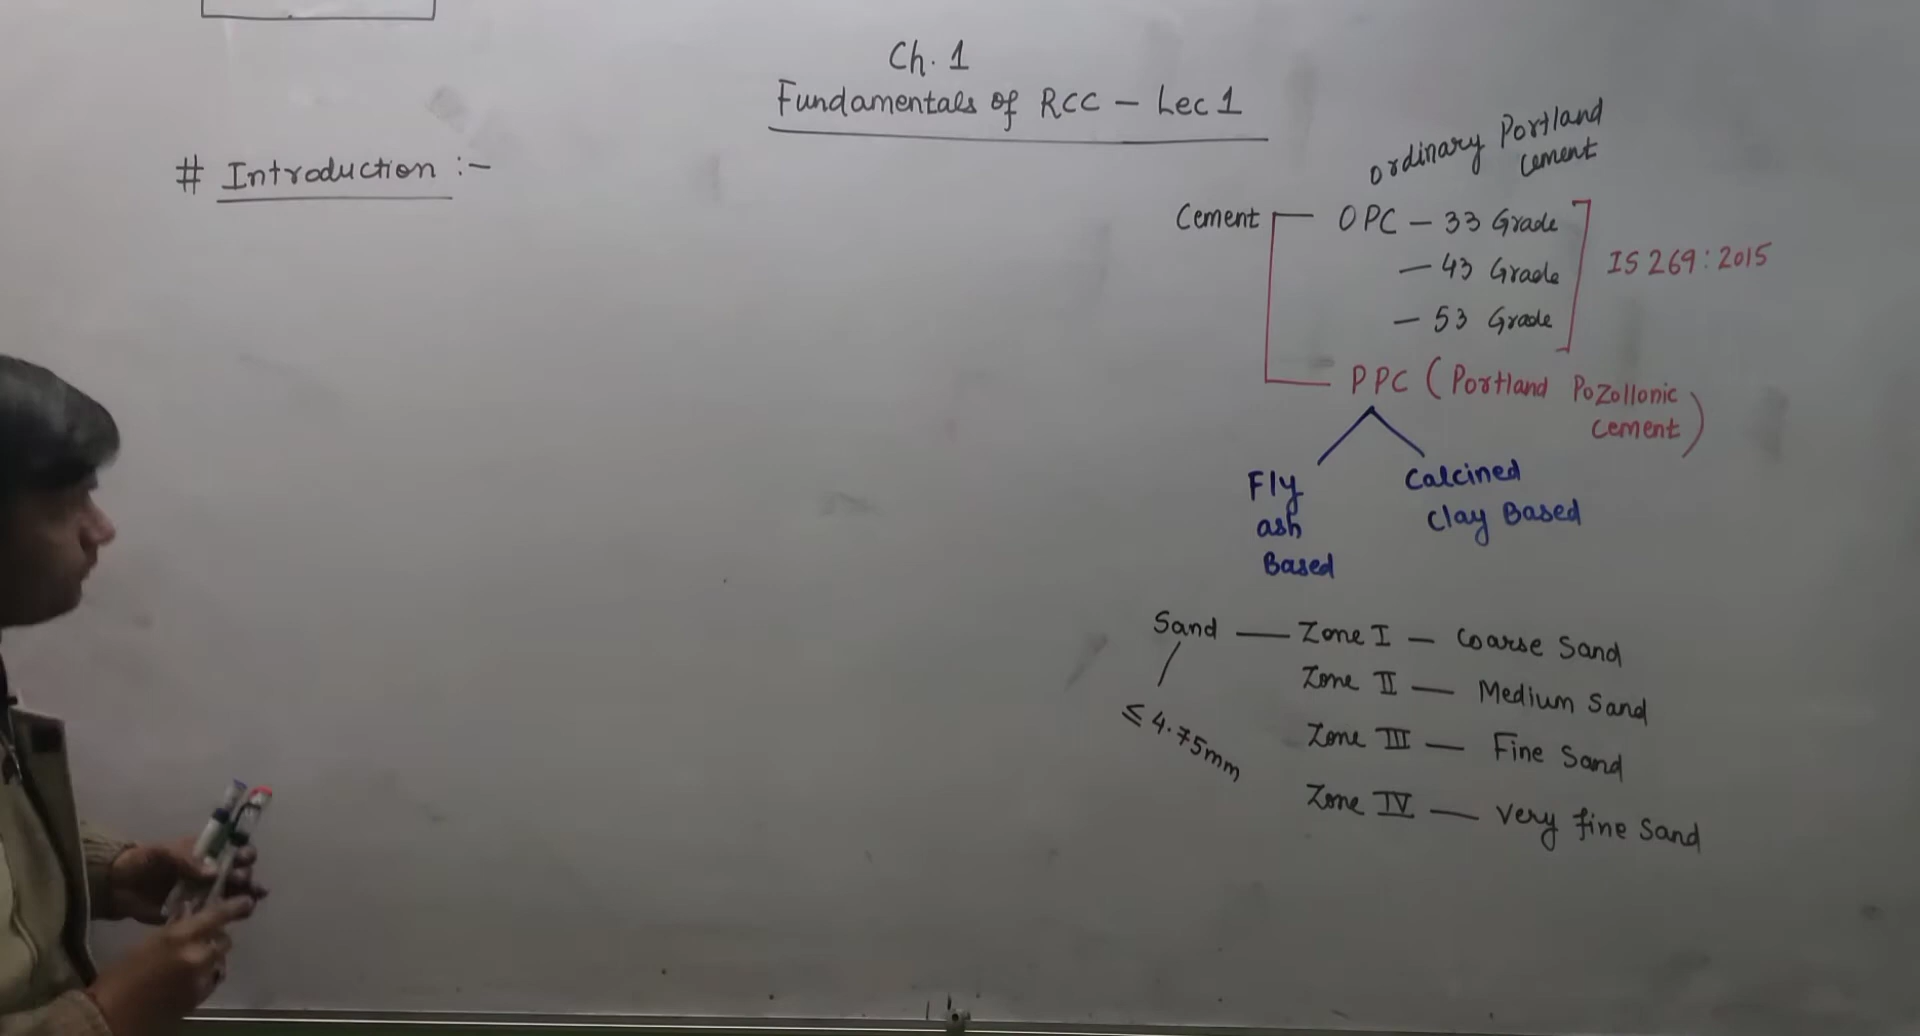 Ch. 1
Fundamentals of RCC - Lec 1
# Introduction :-
Ordinary Portland
Cement
Cement OPC - 33 Grade
- 43 Grade
- 53 Grade
IS 269 : 2015
PPC (Portland Pozollonic
Cement)
Fly
ash
Based
Calcined
Clay Based
Sand - Zone I - Coarse Sand
Zone II - Medium Sand
≤ 4.75mm
Zone III - Fine Sand
Zone IV - Very fine Sand